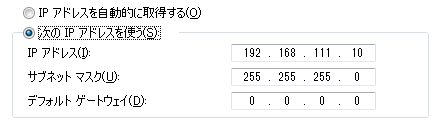 IP アドレスを自動的に取得する(O)
次の IP アドレスを使う(S)
IP アドレス(I): 192 . 168 . 111 . 10
サブネット マスク(U): 255 . 255 . 255 . 0
デフォルト ゲートウェイ(D): 0 . 0 . 0 . 0